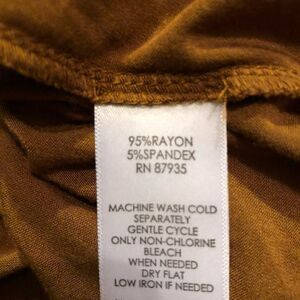 95%RAYON
5%SPANDEX
RN 87935
MACHINE WASH COLD
SEPARATELY
GENTLE CYCLE
ONLY NON-CHLORINE
BLEACH
WHEN NEEDED
DRY FLAT
LOW IRON IF NEEDED